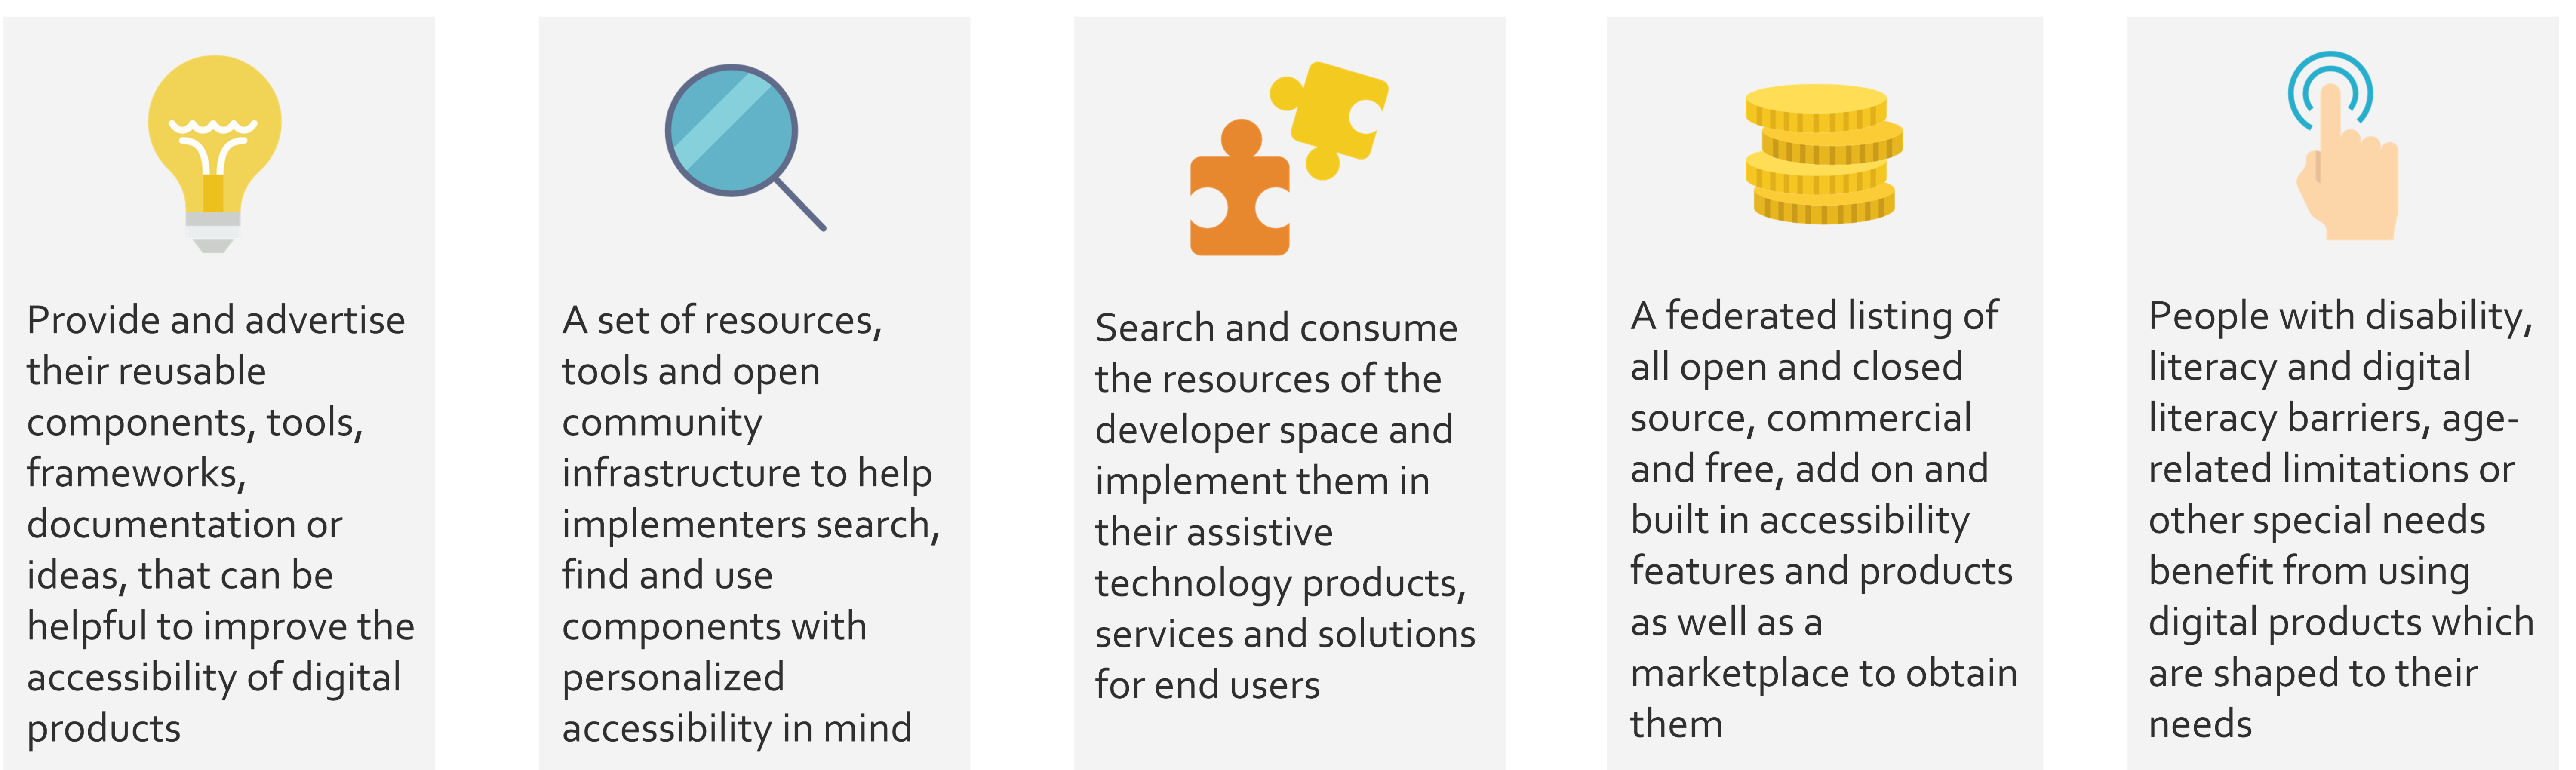 Provide and advertise
their reusable
components, tools,
frameworks,
documentation or
ideas, that can be
helpful to improve the
accessibility of digital
products
A set of resources,
tools and open
community
infrastructure to help
implementers search,
find and use
components with
personalized
accessibility in mind
Search and consume
the resources of the
developer space and
implement them in
their assistive
technology products,
services and solutions
for end users
A federated listing of
all open and closed
source, commercial
and free, add on and
built in accessibility
features and products
as well as a
marketplace to obtain
them
People with disability,
literacy and digital
literacy barriers, age-
related limitations or
other special needs
benefit from using
digital products which
are shaped to their
needs